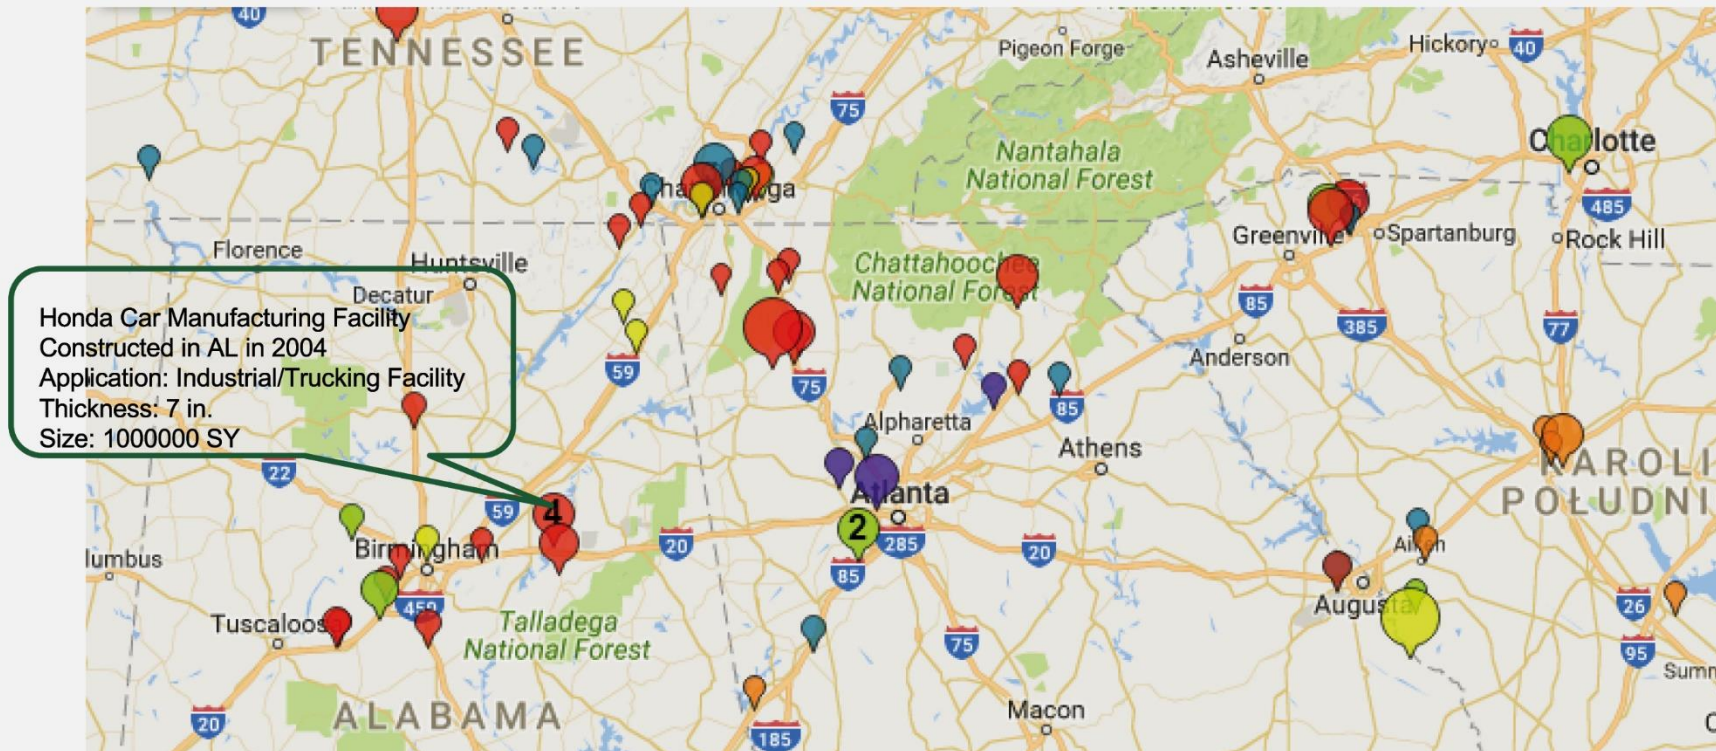 40
TENNESSEE
Pigeon Forge
Asheville
Hickory
40
75
Charlotte
Nantahala
National Forest
485
Florence
Huntsville
Greenville
Spartanburg
Rock Hill
Chattahoochee
National Forest
Decatur
Honda Car Manufacturing Facility
Constructed in AL in 2004
Application: Industrial/Trucking Facility
Thickness: 7 in.
Size: 1000000 SY
85
385
77
Anderson
59
75
85
Alpharetta
Athens
22
KAROLI
POŁUDNI
Atlanta
59
4
2
20
285
20
Birmingham
lumbus
85
459
Augusta
26
Tuscaloosa
Talladega
National Forest
75
95
Summ
ALABAMA
20
Macon
185